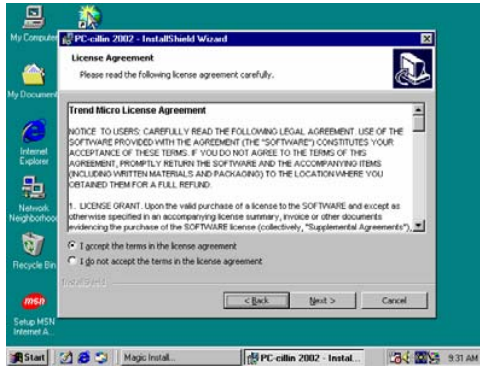 My Computer
PC-cillin 2002 - InstallShield Wizard
License Agreement
Please read the following license agreement carefully.
My Document
Trend Micro License Agreement
NOTICE TO USERS: CAREFULLY READ THE FOLLOWING LEGAL AGREEMENT. USE OF THE
SOFTWARE PROVIDED WITH THE AGREEMENT (THE "SOFTWARE") CONSTITUTES YOUR
ACCEPTANCE OF THESE TERMS. IF YOU DO NOT AGREE TO THE TERMS OF THIS
AGREEMENT, PROMPTLY RETURN THE SOFTWARE AND THE ACCOMPANYING ITEMS
(INCLUDING WRITTEN MATERIALS AND PACKAGING) TO THE LOCATION WHERE YOU
OBTAINED THEM FOR A FULL REFUND.
Internet
Explorer
1. LICENSE GRANT. Upon the valid purchase of a license to the SOFTWARE and except as
otherwise specified in an accompanying license summary, invoice or other documents
evidencing the purchase of the SOFTWARE license (collectively, "Supplemental Agreements"),
Network
Neighborhood
I accept the terms in the license agreement
I do not accept the terms in the license agreement
Recycle Bin
InstallShield
< Back
Next >
Cancel
msn
Setup MSN
Internet A...
Start
Magic Install...
PC-cillin 2002 - Instal...
9:31 AM